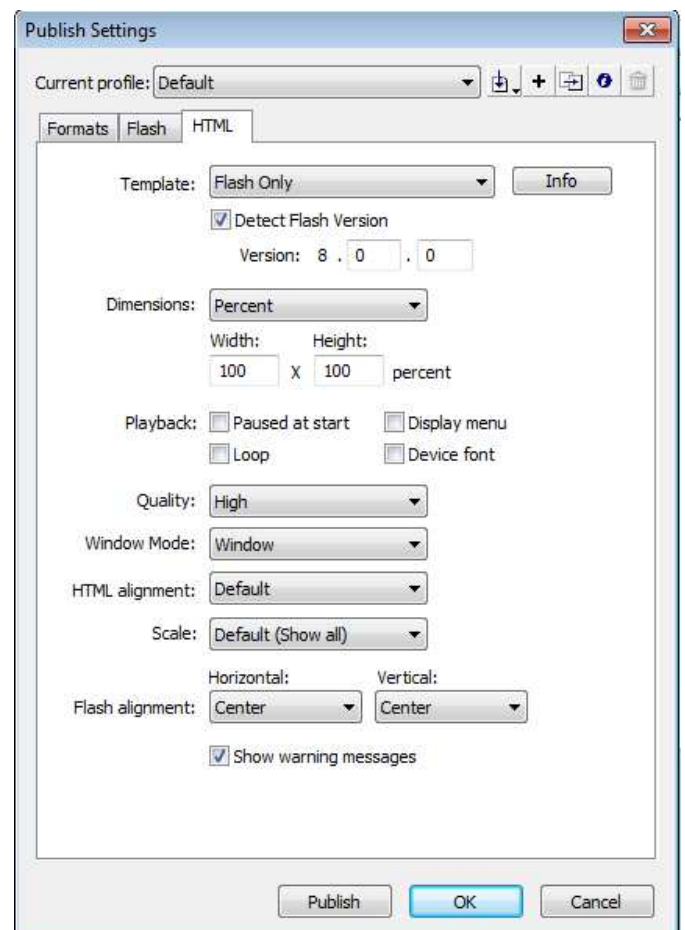 Publish Settings
Current profile: Default
Formats Flash HTML
Template: Flash Only Info
Detect Flash Version
Version: 8 . 0 . 0
Dimensions: Percent
Width: Height:
100 X 100 percent
Playback: Paused at start Display menu
Loop Device font
Quality: High
Window Mode: Window
HTML alignment: Default
Scale: Default (Show all)
Horizontal: Vertical:
Flash alignment: Center Center
Show warning messages
Publish OK Cancel